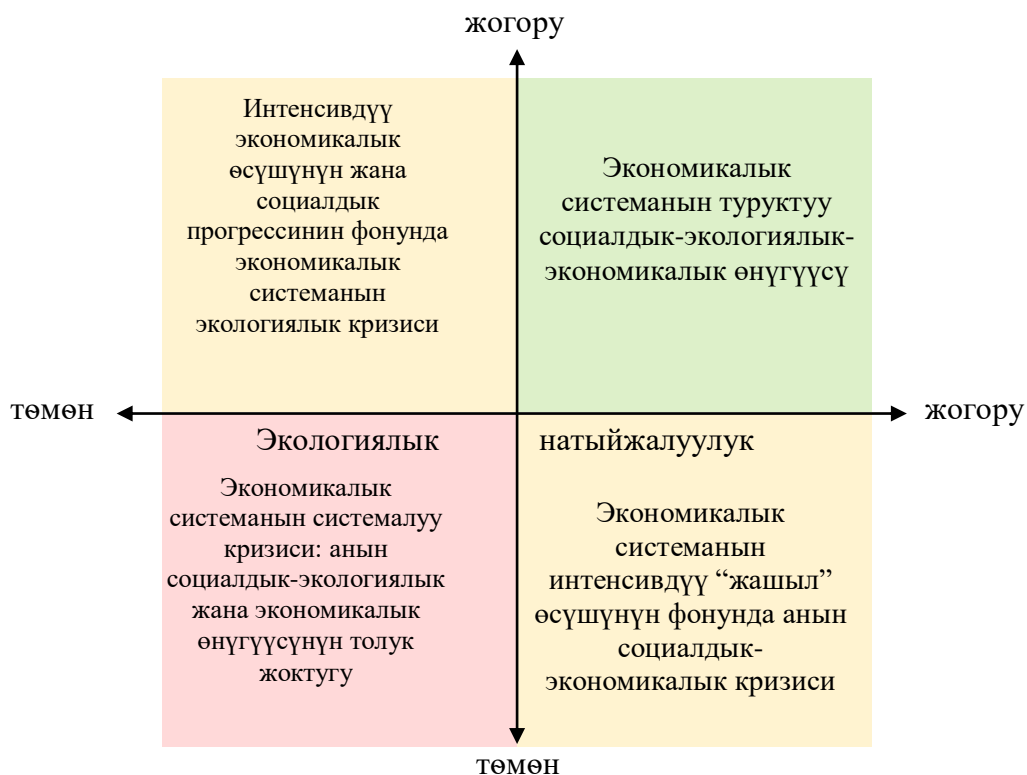 жогору
Интенсивдүү
экономикалык
өсүшүнүн жана
социалдык
прогрессинин фонунда
экономикалык
системанын
экологиялык кризиси
Экономикалык
системанын туруктуу
социалдык-экологиялык-
экономикалык өнүгүүсү
төмөн
жогору
Экологиялык натыйжалуулук
Экономикалык
системанын системалуу
кризиси: анын
социалдык-экологиялык
жана экономикалык
өнүгүүсүнүн толук
жоктугу
Экономикалык
системанын
интенсивдүү “жашыл”
өсүшүнүн фонунда анын
социалдык-
экономикалык кризиси
төмөн